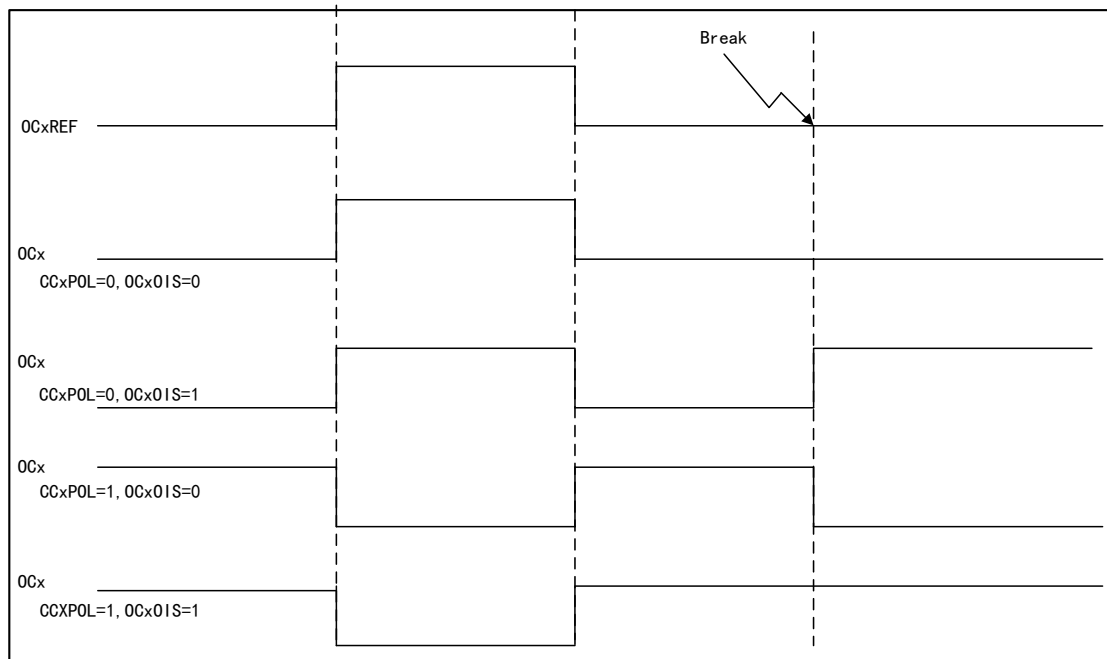 Break
OCxREF
OCx
CCxPOL=0,OCxOIS=0
OCx
CCxPOL=0,OCxOIS=1
OCx
CCxPOL=1,OCxOIS=0
OCx
CCXPOL=1,OCxOIS=1